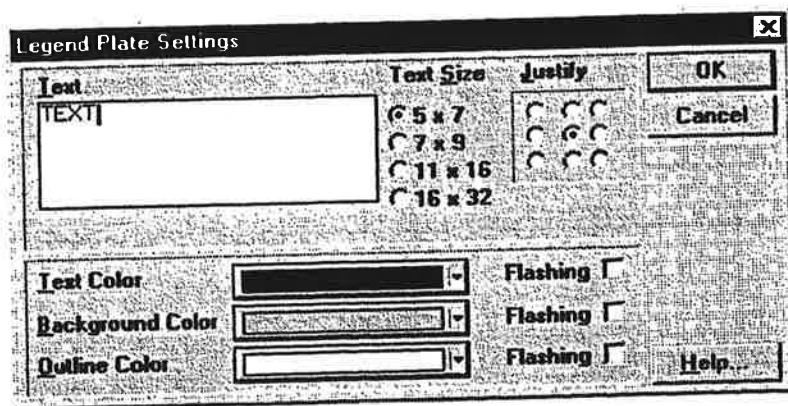 Legend Plate Settings
Text
TEXT
Text Size
5 x 7
7 x 9
11 x 16
16 x 32
Justify
OK
Cancel
Text Color
Flashing
Background Color
Flashing
Outline Color
Flashing
Help...